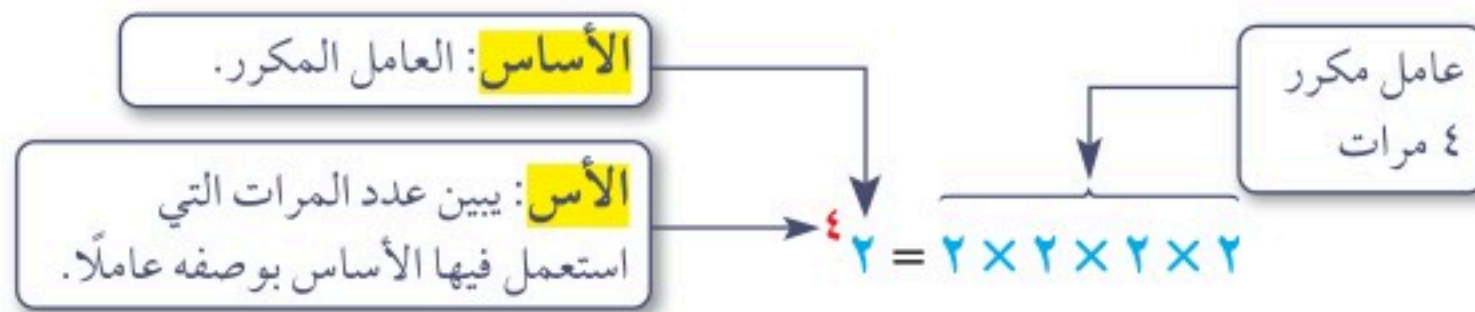 عامل مكرر
٤ مرات
الأساس: العامل المكرر.
٢ × ٢ × ٢ × ٢ = ٢⁴
الأس: يبين عدد المرات التي
استعمل فيها الأساس بوصفه عاملًا.